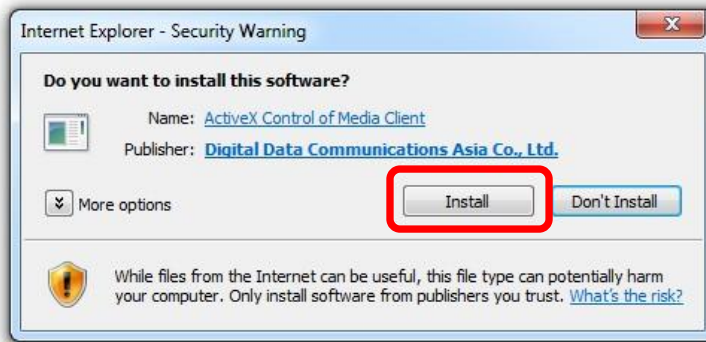 Internet Explorer - Security Warning
Do you want to install this software?
Name: ActiveX Control of Media Client
Publisher: Digital Data Communications Asia Co., Ltd.
More options
Install
Don't Install
While files from the Internet can be useful, this file type can potentially harm
your computer. Only install software from publishers you trust. What's the risk?